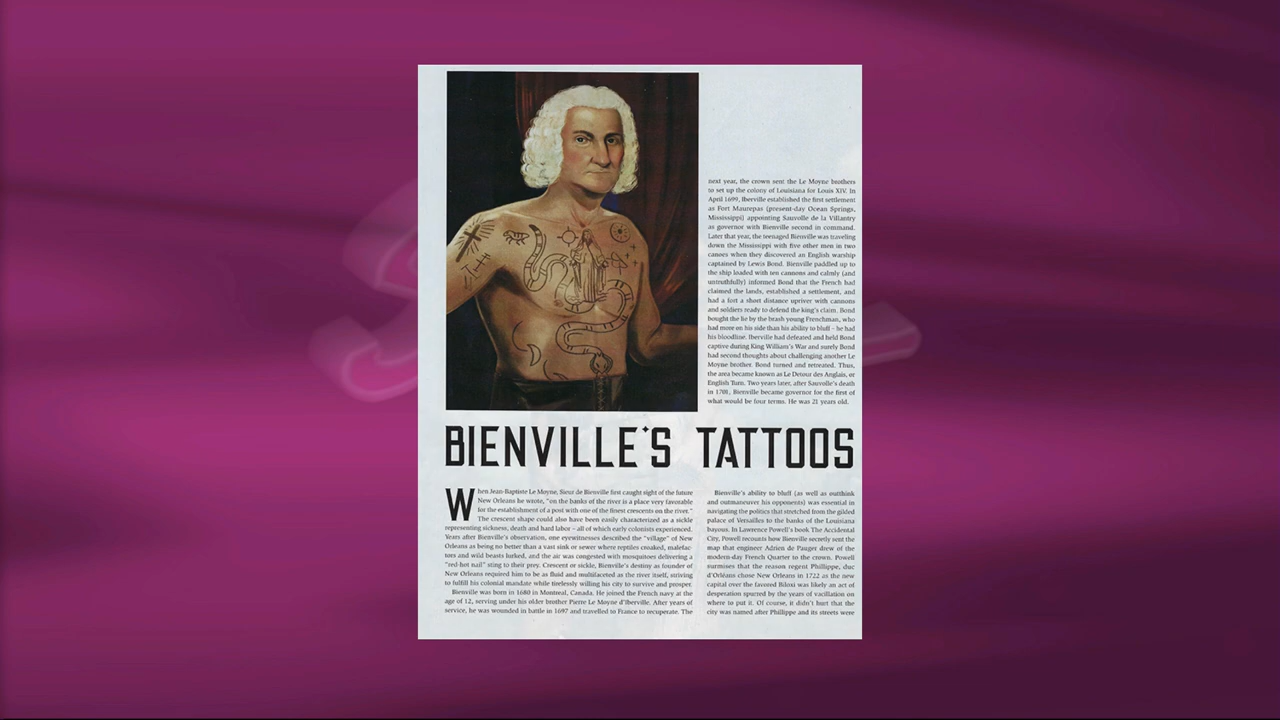 BIENVILLE'S TATTOOS
When Jean-Baptiste Le Moyne, Sieur de Bienville first caught sight of the future
New Orleans he wrote, "on the banks of the river is a place very favorable
for the establishment of a post with one of the finest crescents on the river."
The crescent shape could also have been easily characterized as a sickle
representing sickness, death and hard labor – all of which early colonists experienced.
Years after Bienville's observation, one eyewitness described the "village" of New
Orleans as being no better than a vast sink or sewer where reptiles croaked, malefac-
tors and wild beasts lurked, and the air was congested with mosquitoes delivering a
"red-hot nail" sting to their prey. Crescent or sickle, Bienville's destiny as founder of
New Orleans required him to be as fluid and multifaceted as the river itself, striving
to fulfill his colonial mandate while tirelessly willing his city to survive and prosper.
Bienville was born in 1680 in Montreal, Canada. He joined the French navy at the
age of 12, serving under his older brother Pierre Le Moyne d'Iberville. After years of
service, he was wounded in battle in 1697 and travelled to France to recuperate. The
next year, the crown sent the Le Moyne brothers
to set up the colony of Louisiana for Louis XIV. In
April 1699, Iberville established the first settlement
as Fort Maurepas (present-day Ocean Springs,
Mississippi) appointing Sauvolle de la Villantry
as governor with Bienville second in command.
Later that year, the teenaged Bienville was traveling
down the Mississippi with five other men in two
canoes when they discovered an English warship
captained by Lewis Bond. Bienville paddled up to
the ship loaded with ten cannons and calmly (and
untruthfully) informed Bond that the French had
claimed the lands, established a settlement, and
had a fort a short distance upriver with cannons
and soldiers ready to defend the king's claim. Bond
bought the lie by the brash young Frenchman, who
had more on his side than his ability to bluff – he had
his bloodline. Iberville had defeated and held Bond
captive during King William's War and surely Bond
had second thoughts about challenging another Le
Moyne brother. Bond turned and retreated. Thus,
the area became known as Le Detour des Anglais, or
English Turn. Two years later, after Sauvolle's death
in 1701, Bienville became governor for the first of
what would be four terms. He was 21 years old.
Bienville's ability to bluff (as well as outthink
and outmaneuver his opponents) was essential in
navigating the politics that stretched from the gilded
palace of Versailles to the banks of the Louisiana
bayous. In Lawrence Powell's book The Accidental
City, Powell recounts how Bienville secretly sent the
map that engineer Adrien de Pauger drew of the
modern-day French Quarter to the crown. Powell
surmises that the reason regent Phillippe, duc
d'Orléans chose New Orleans in 1722 as the new
capital over the favored Biloxi was likely an act of
desperation spurred by the years of vacillation on
where to put it. Of course, it didn't hurt that the
city was named after Phillippe and its streets were